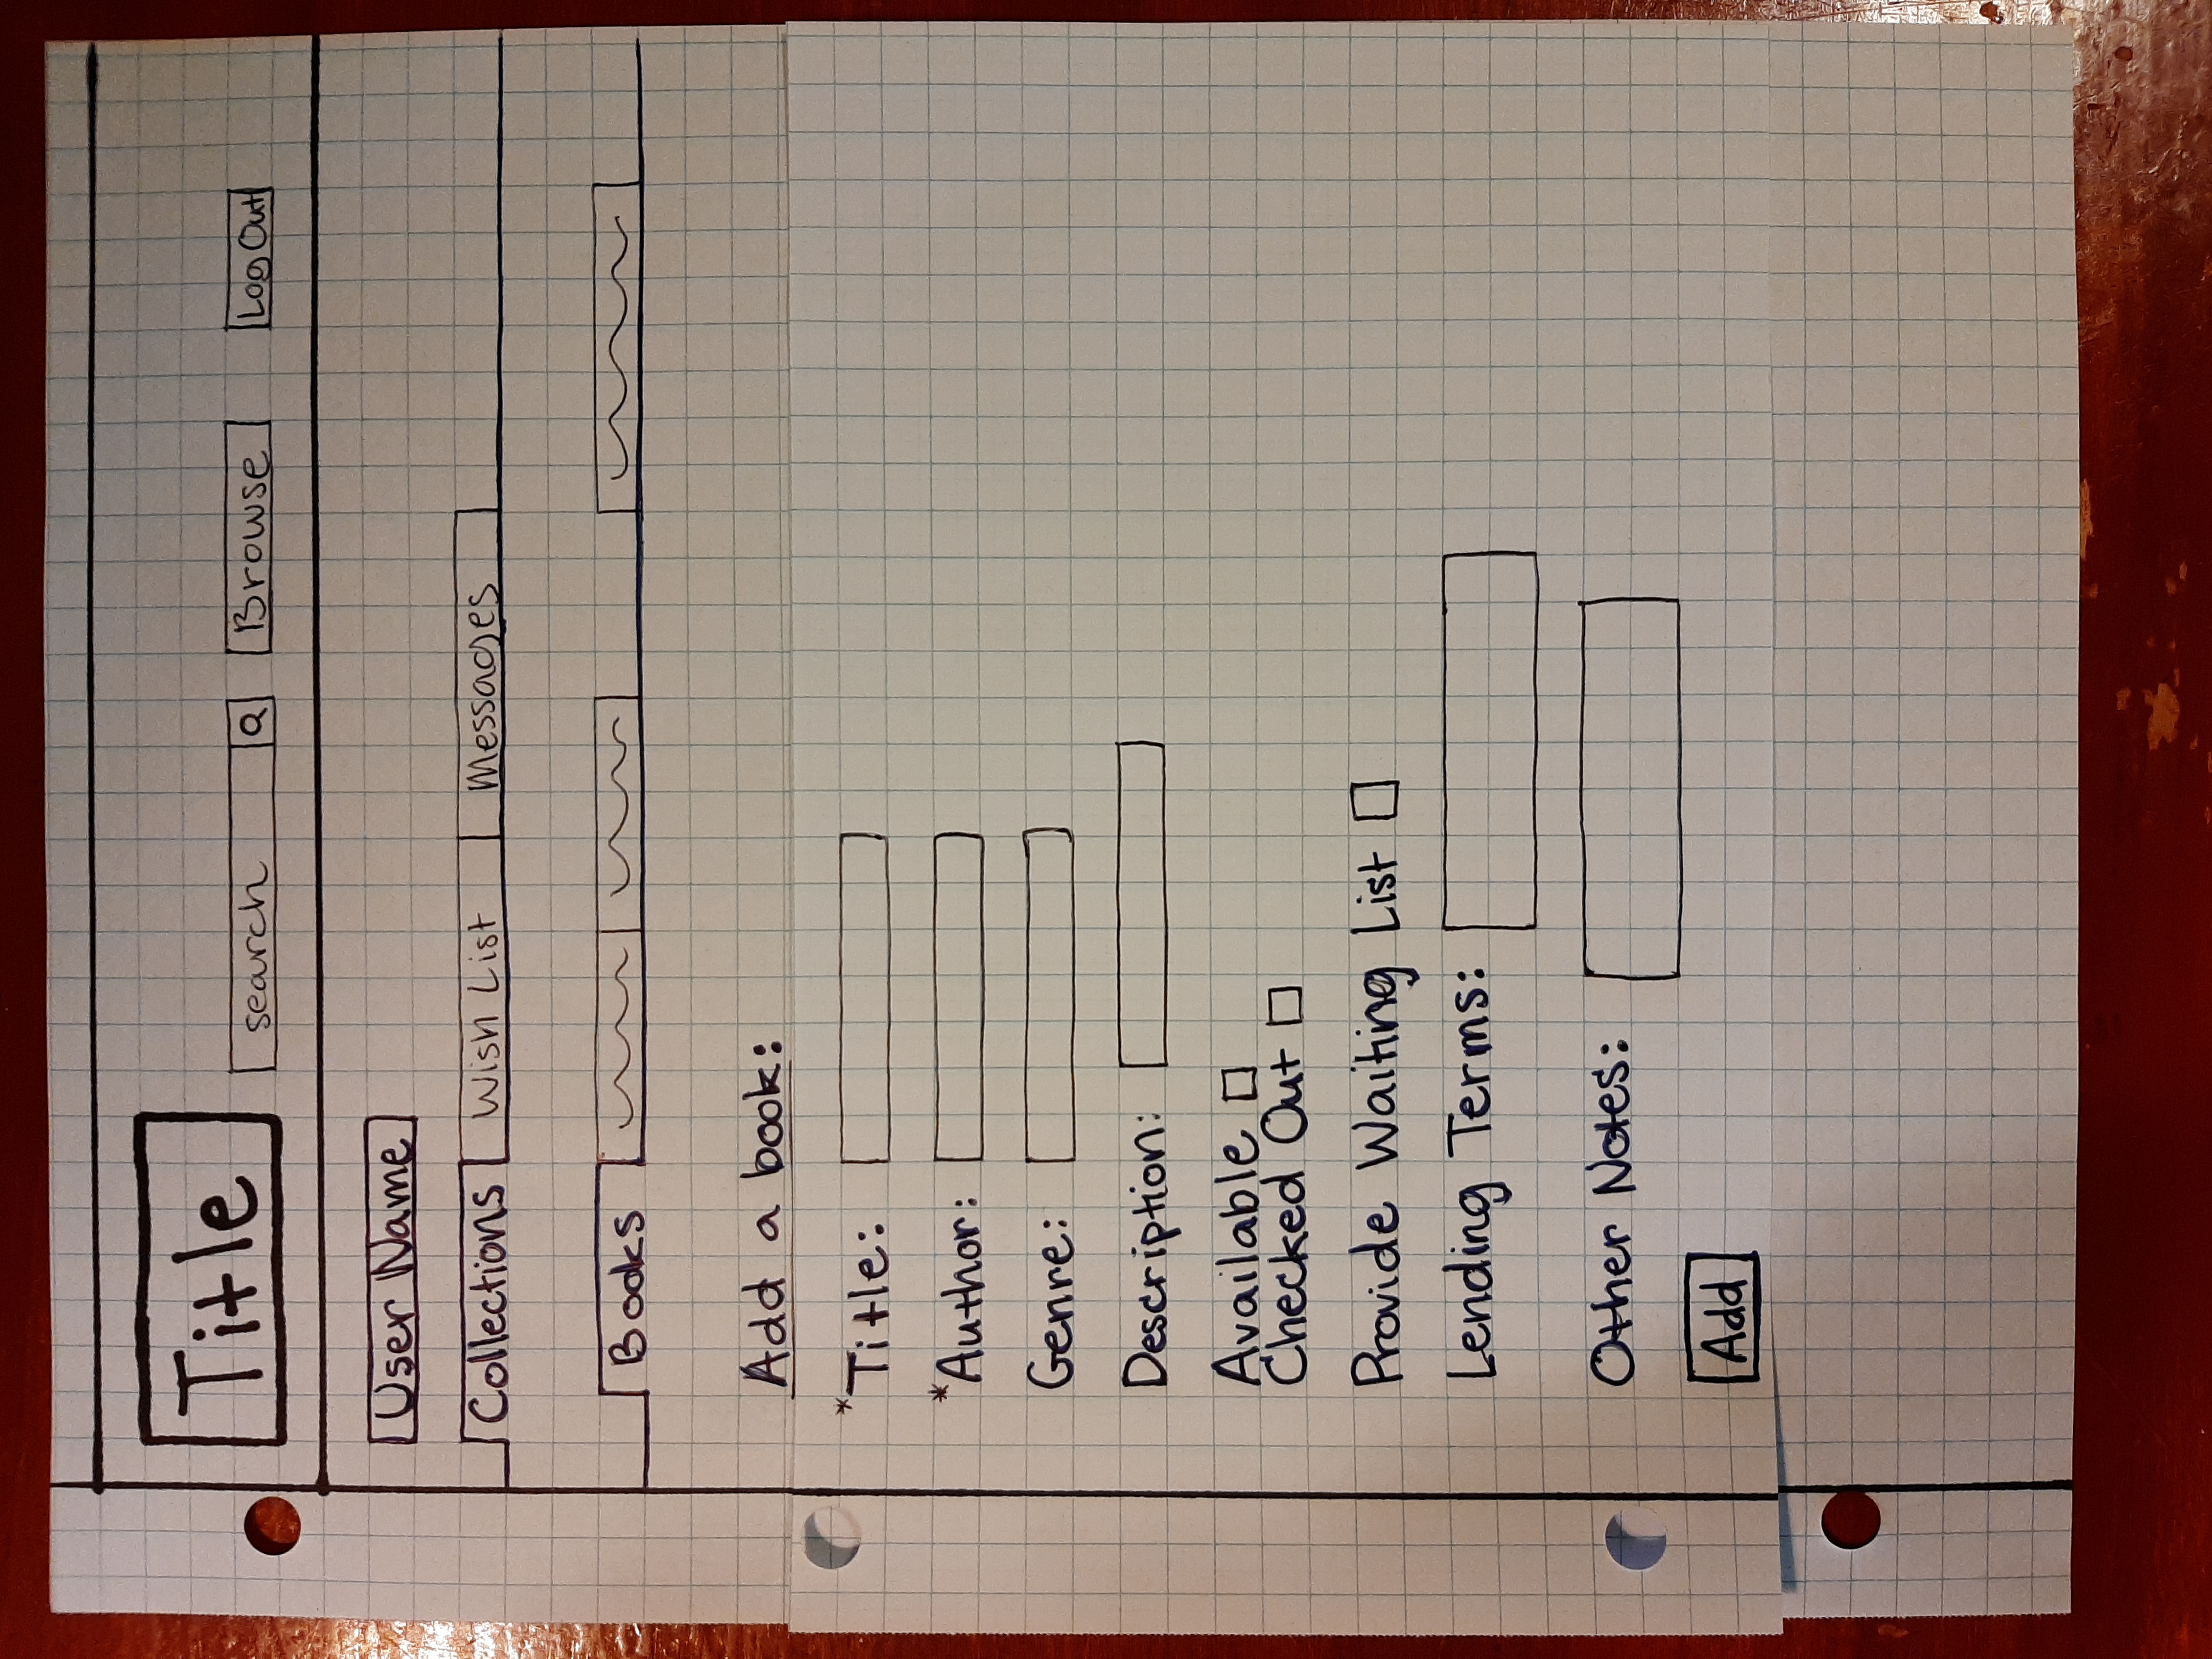 Title
search Browse Log Out
User Name
Collections Wish List Messages
Books
Add a book:
*Title:
*Author:
Genre:
Description:
Available
Checked Out
Provide Waiting List
Lending Terms:
Other Notes:
Add